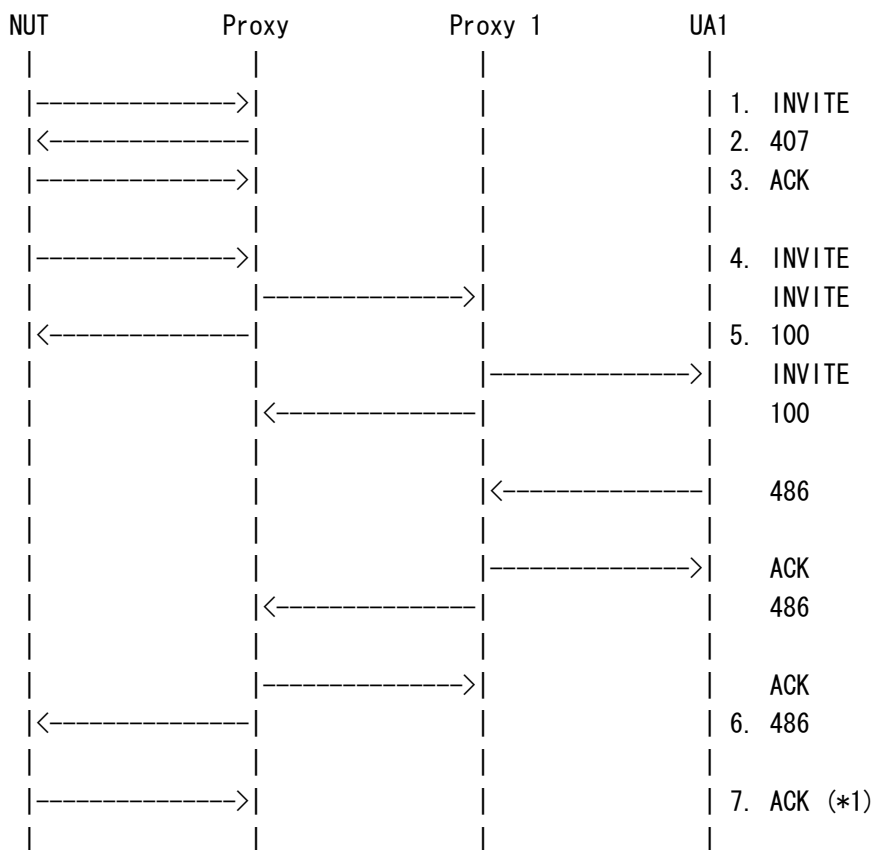 NUT Proxy Proxy 1 UA1
| | | |
|--------------->| | | 1. INVITE
|<---------------| | | 2. 407
|--------------->| | | 3. ACK
| | | |
|--------------->| | | 4. INVITE
| |--------------->| | INVITE
|<---------------| | | 5. 100
| | |--------------->| INVITE
| |<---------------| | 100
| | | |
| | |<---------------| 486
| | | |
| | |--------------->| ACK
| |<---------------| | 486
| | | |
| |--------------->| | ACK
|<---------------| | | 6. 486
| | | |
|--------------->| | | 7. ACK (*1)
| | | |